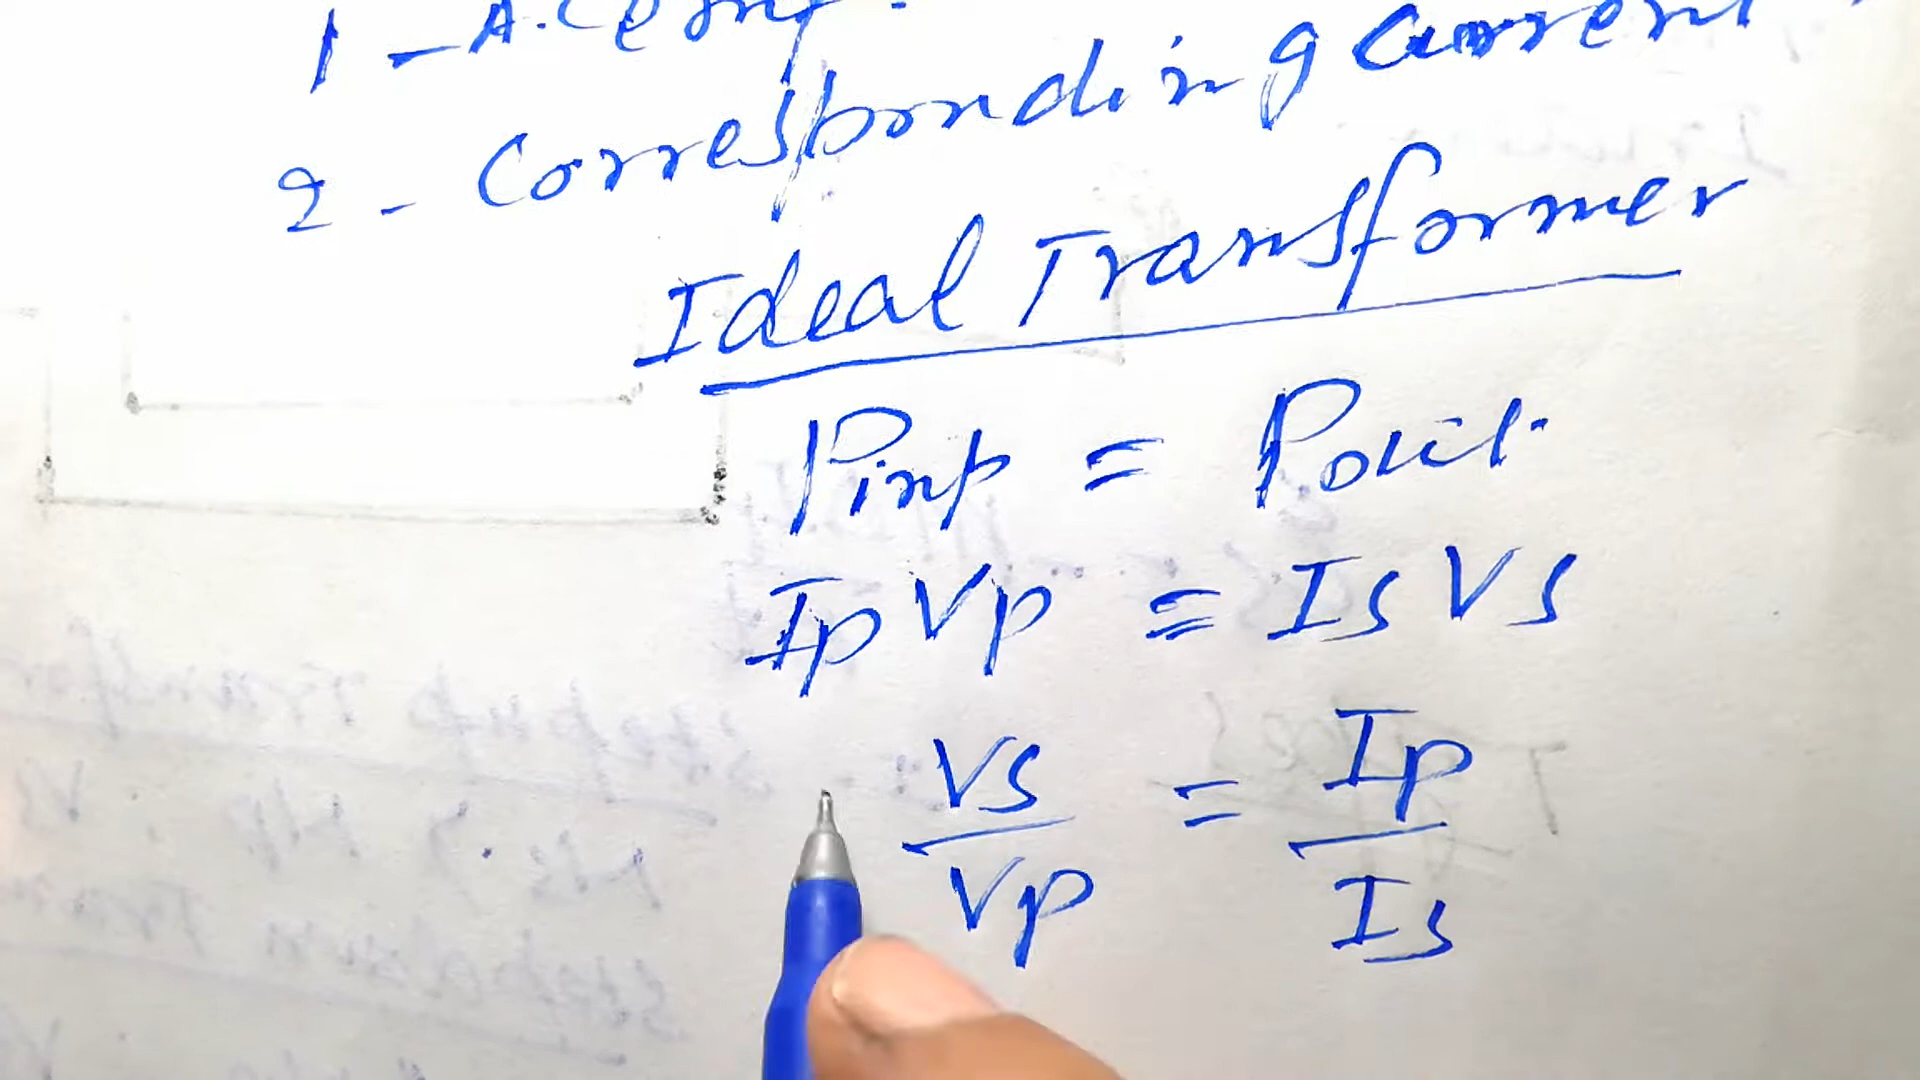 1 - A.C
2 - Corresponding Current
Ideal Transformer
Pinp = Pout.
Ip Vp = Is Vs
Vs/Vp = Ip/Is